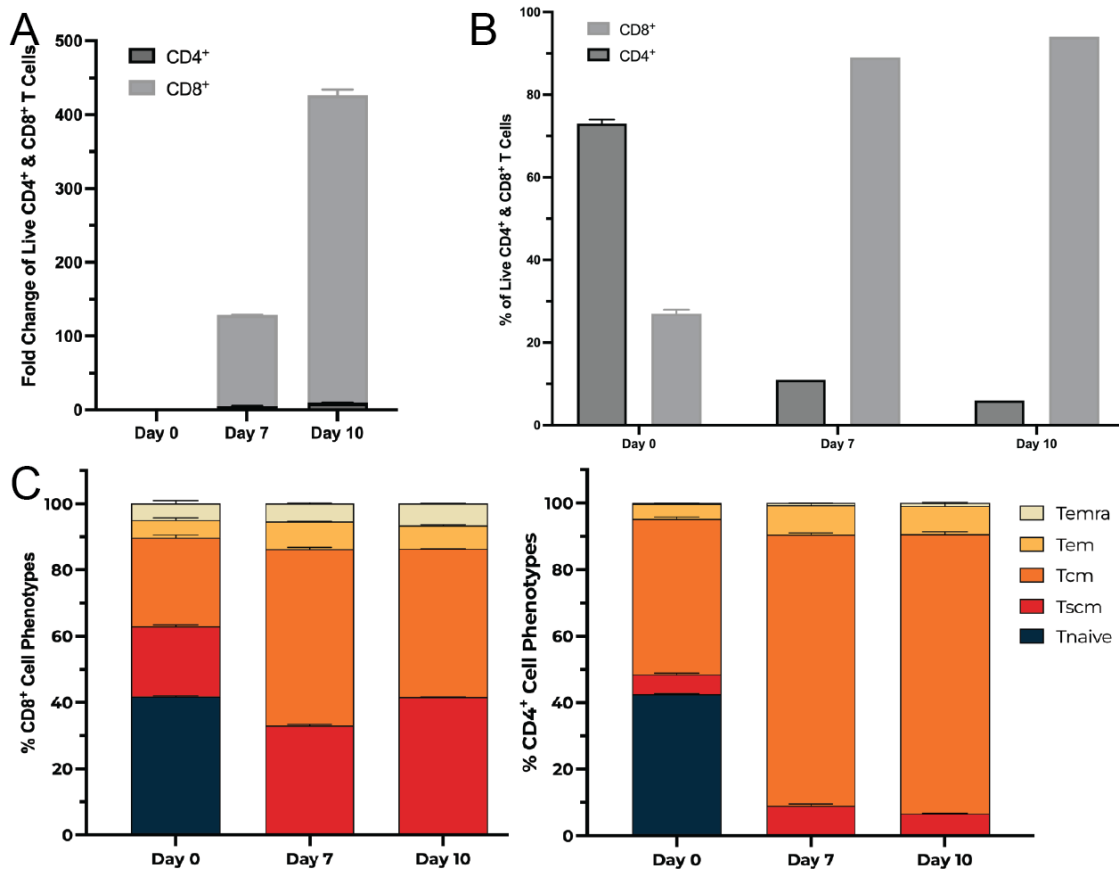 A
Fold Change of Live CD4⁺ & CD8⁺ T Cells
500
400
300
200
100
0
CD4⁺
CD8⁺
Day 0
Day 7
Day 10
B
% of Live CD4⁺ & CD8⁺ T Cells
100
80
60
40
20
0
CD8⁺
CD4⁺
Day 0
Day 7
Day 10
C
% CD8⁺ Cell Phenotypes
100
80
60
40
20
0
Day 0
Day 7
Day 10
% CD4⁺ Cell Phenotypes
100
80
60
40
20
0
Day 0
Day 7
Day 10
Temra
Tem
Tcm
Tscm
Tnaive